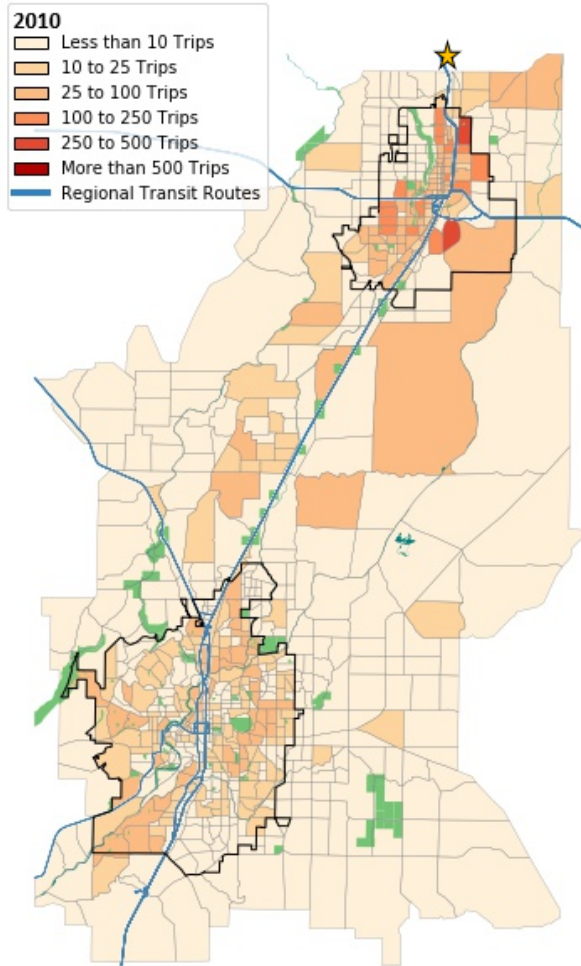 2010
Less than 10 Trips
10 to 25 Trips
25 to 100 Trips
100 to 250 Trips
250 to 500 Trips
More than 500 Trips
Regional Transit Routes